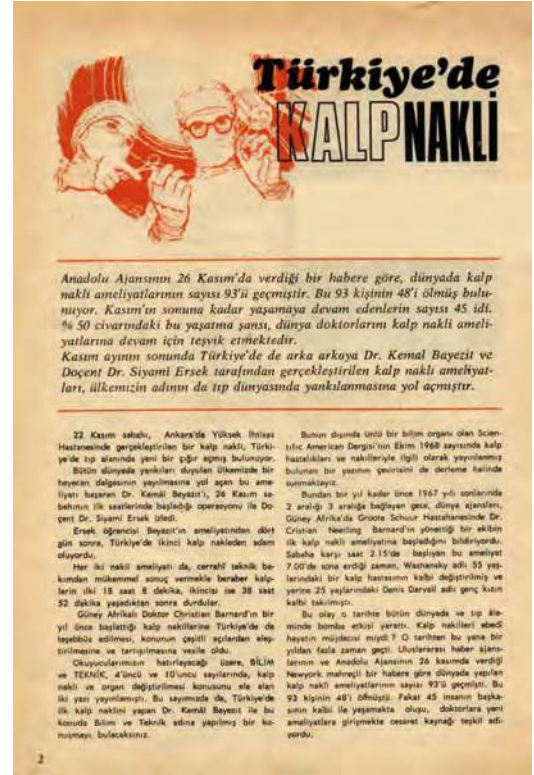 Türkiye'de
KALP NAKLİ
Anadolu Ajansının 26 Kasım'da verdiği bir habere göre, dünyada kalp
nakli ameliyatlarının sayısı 93'ü geçmiştir. Bu 93 kişinin 48'i ölmüş bulu-
nuyor. Kasım'ın sonuna kadar yaşamaya devam edenlerin sayısı 45 idi.
% 50 civarındaki bu yaşatma şansı, dünya doktorlarını kalp nakli ameli-
yatlarına devam için teşvik etmektedir.
Kasım ayının sonunda Türkiye'de de arka arkaya Dr. Kemal Bayezit ve
Doçent Dr. Siyami Ersek tarafından gerçekleştirilen kalp naklı ameliyat-
ları, ülkemizin adının da tıp dünyasında yankılanmasına yol açmıştır.
22 Kasım sabahı, Ankara'da Yüksek İhtisas
Hastanesinde gerçekleştirilen bir kalp nakli, Türki-
ye'de tıp alanında yeni bir çığır açmış bulunuyor.
Bütün dünyada yankıları duyulan ülkemizde bir
heyecan dalgasının yayılmasına yol açan bu ame-
liyatı başaran Dr. Kemâl Beyazıt'ı, 26 Kasım sa-
bahının ilk saatlerinde başladığı operasyonu ile Do-
çent Dr. Siyami Ersek izledi.
Ersek öğrencisi Beyazıt'ın ameliyatından dört
gün sonra, Türkiye'de ikinci kalp nakleden adam
oluyordu.
Her iki nakil ameliyatı da, cerrahî teknik ba-
kımdan mükemmel sonuç vermekle beraber kalp-
lerin ilki 18 saat 8 dakika, ikincisi ise 38 saat
52 dakika yaşadıktan sonra durdular.
Güney Afrikalı Doktor Christian Barnard'ın bir
yıl önce başlattığı kalp nakillerine Türkiye'de de
teşebbüs edilmesi, konunun çeşitli açılardan eleş-
tirilmesine ve tartışılmasına vesile oldu.
Okuyucularımızın hatırlayacağı üzere, BİLİM
ve TEKNİK, 4'üncü ve 10'uncu sayılarında, kalp
nakli ve organ değiştirilmesi konusunu ele alan
iki yazı yayımlamıştı. Bu sayımızda da, Türkiye'de
ilk kalp naklini yapan Dr. Kemâl Beyezıt ile bu
konuda Bilim ve Teknik adına yapılmış bir ko-
nuşmayı bulacaksınız.
Bunun dışında ünlü bir bilim organı olan Scien-
tific American Dergisi'nin Ekim 1968 sayısında kalp
hastalıkları ve nakilleriyle ilgili olarak yayınlanmış
bulunan bir yazının çevirisini de derleme halinde
sunmaktayız.
Bundan bir yıl kadar önce 1967 yılı sonlarında
2 aralığı 3 aralığa bağlayan gece, dünya ajansları,
Güney Afrika'da Groote Schuur Hastahanesinde Dr.
Cristian Neetling Barnard'ın yönettiği bir ekibin
ilk kalp nakli ameliyatına başladığını bildiriyordu.
Sabaha karşı saat 2.15'de başlıyan bu ameliyat
7.00'de sona erdiği zaman, Washansky adlı 55 yaş-
larındaki bir kalp hastasının kalbi değiştirilmiş ve
yerine 25 yaşlarındaki Denis Darvall adlı genç kızın
kalbi takılmıştı.
Bu olay o tarihte bütün dünyada ve tıp âle-
minde bomba etkisi yarattı. Kalp nakilleri ebedî
hayatın müjdecisi miydi? O tarihten bu yana bir
yıldan fazla zaman geçti. Uluslararası haber ajans-
larının ve Anadolu Ajansının 26 kasımda verdiği
Newyork mahreçli bir habere göre dünyada yapılan
kalp nakli ameliyatlarının sayısı 93'ü geçmişti. Bu
93 kişinin 48'i ölmüştü. Fakat 45 insanın başka-
sının kalbi ile yaşamakta oluşu, doktorlara yeni
ameliyatlara girişmekte cesaret kaynağı teşkil edi-
yordu.
2